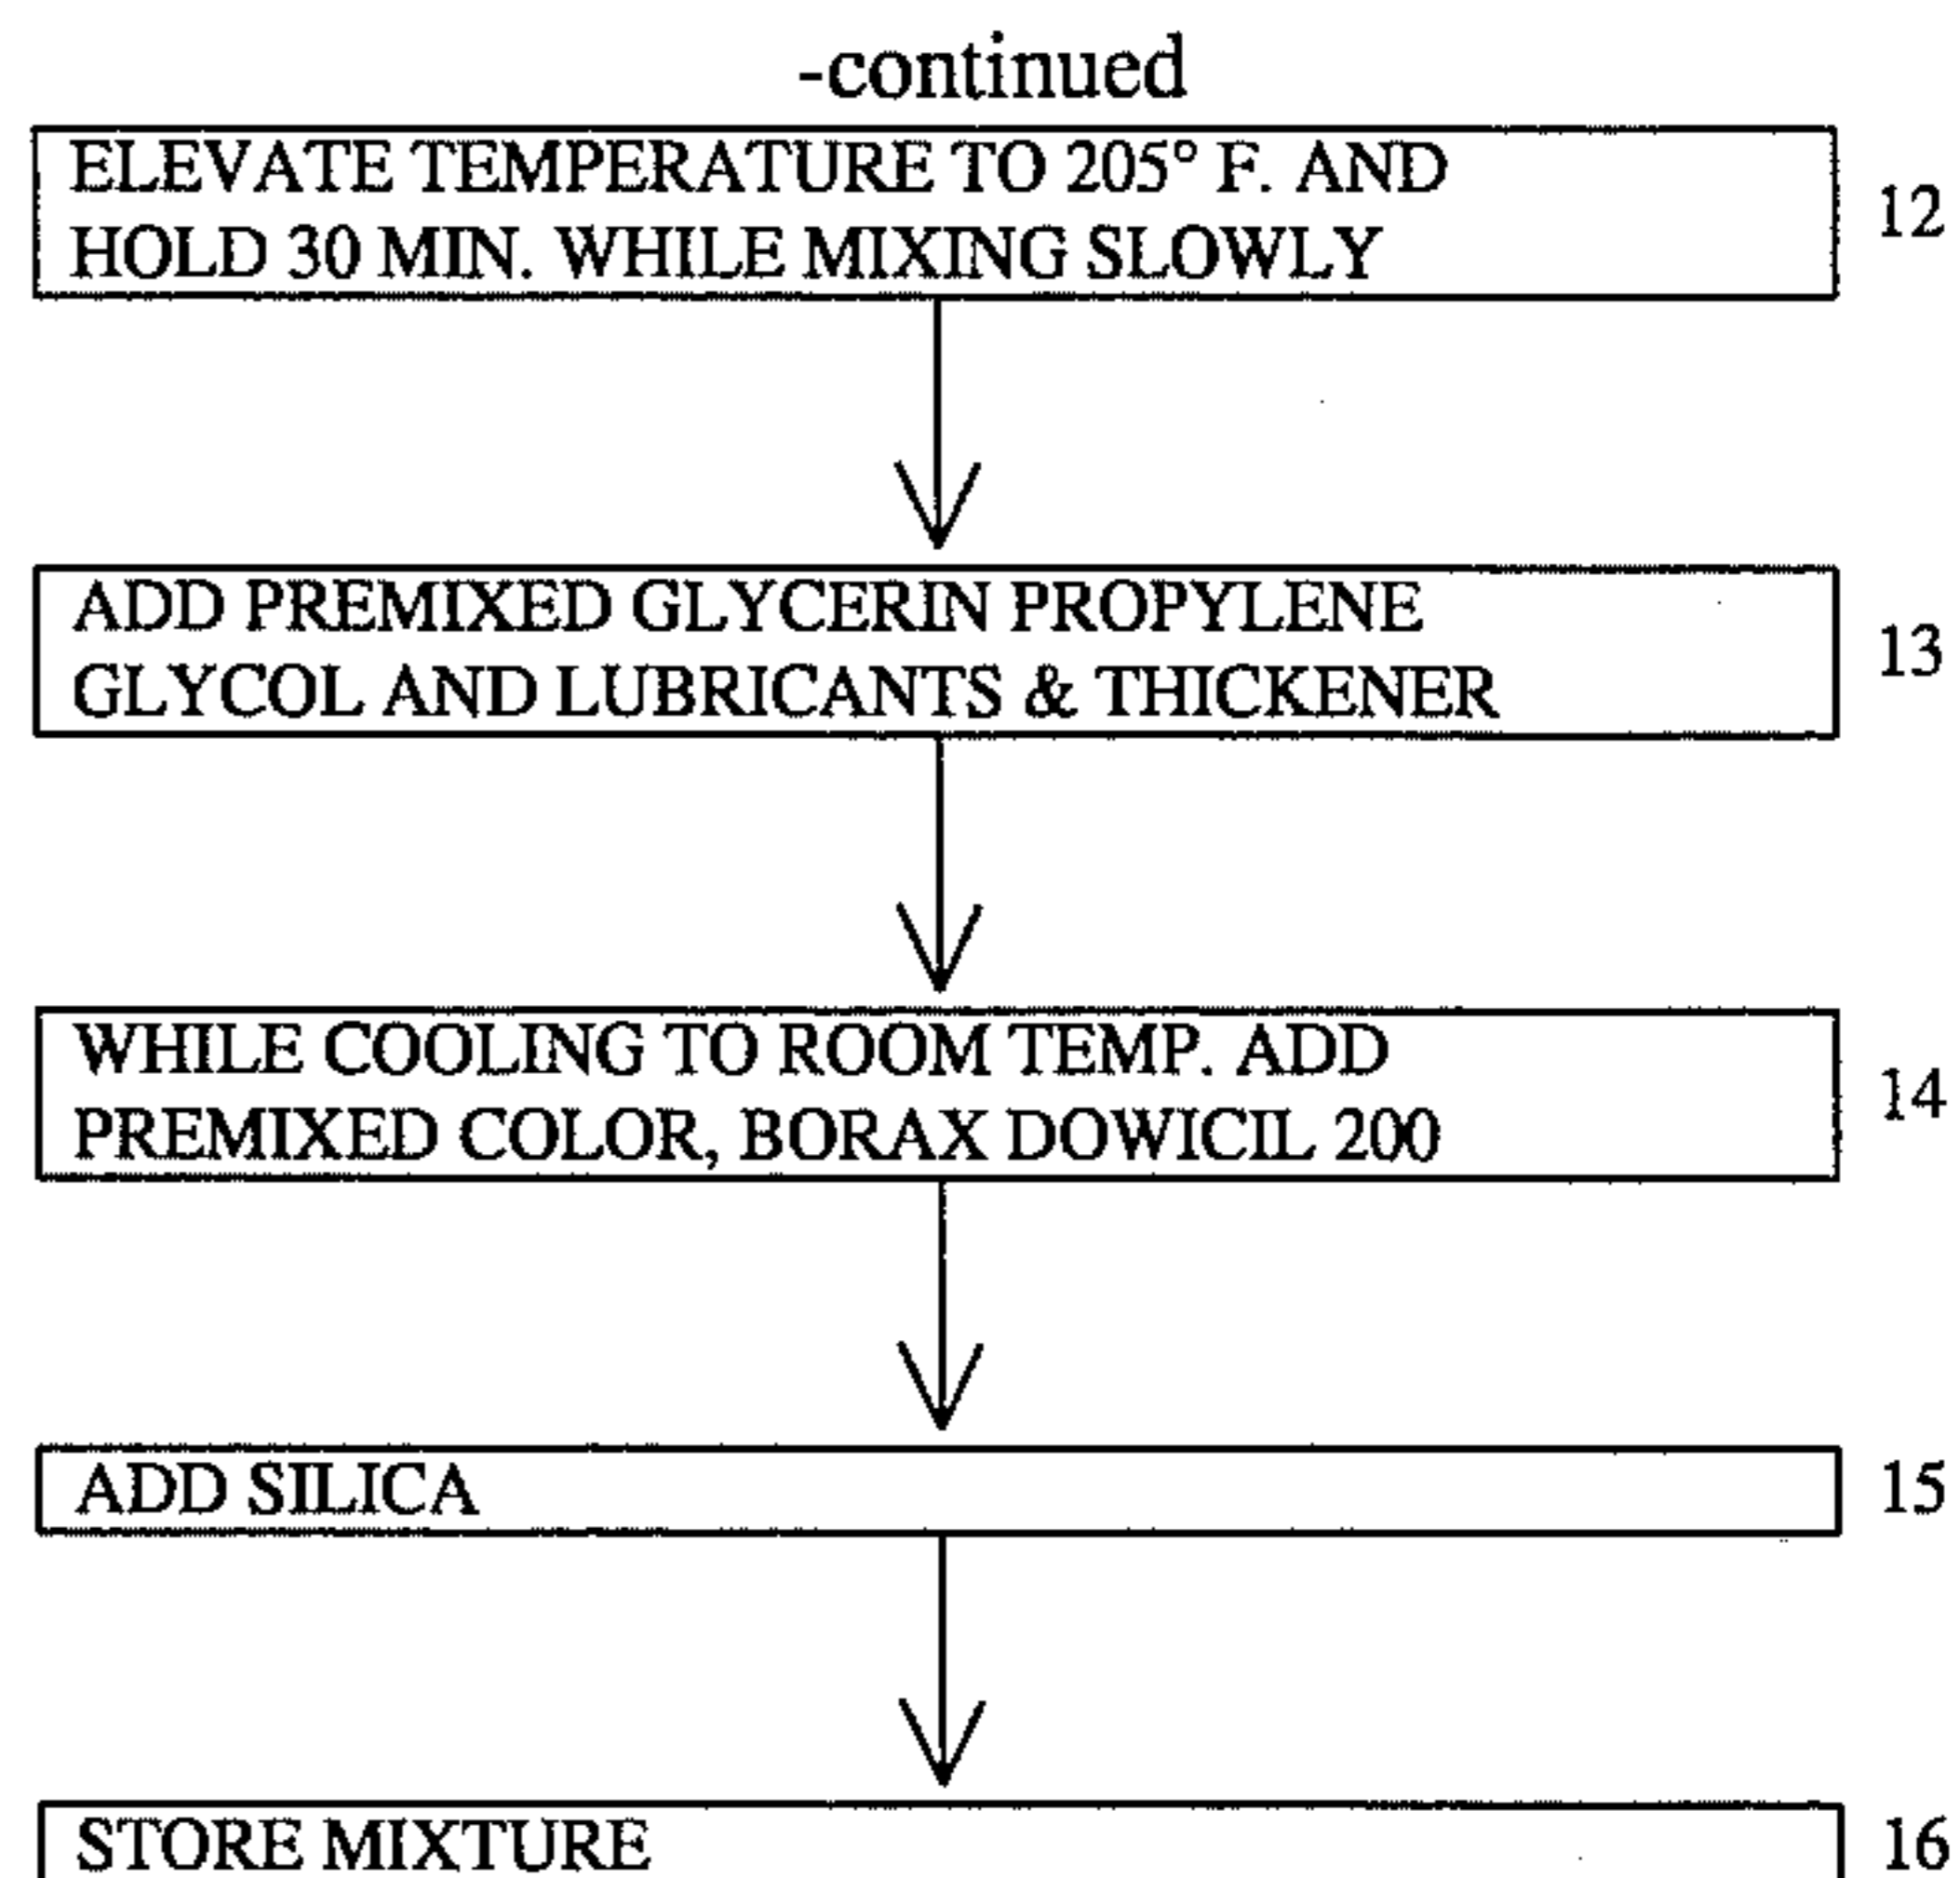 -continued
ELEVATE TEMPERATURE TO 205° F. AND
HOLD 30 MIN. WHILE MIXING SLOWLY
12
ADD PREMIXED GLYCERIN PROPYLENE
GLYCOL AND LUBRICANTS & THICKENER
13
WHILE COOLING TO ROOM TEMP. ADD
PREMIXED COLOR, BORAX DOWICIL 200
14
ADD SILICA
15
STORE MIXTURE
16